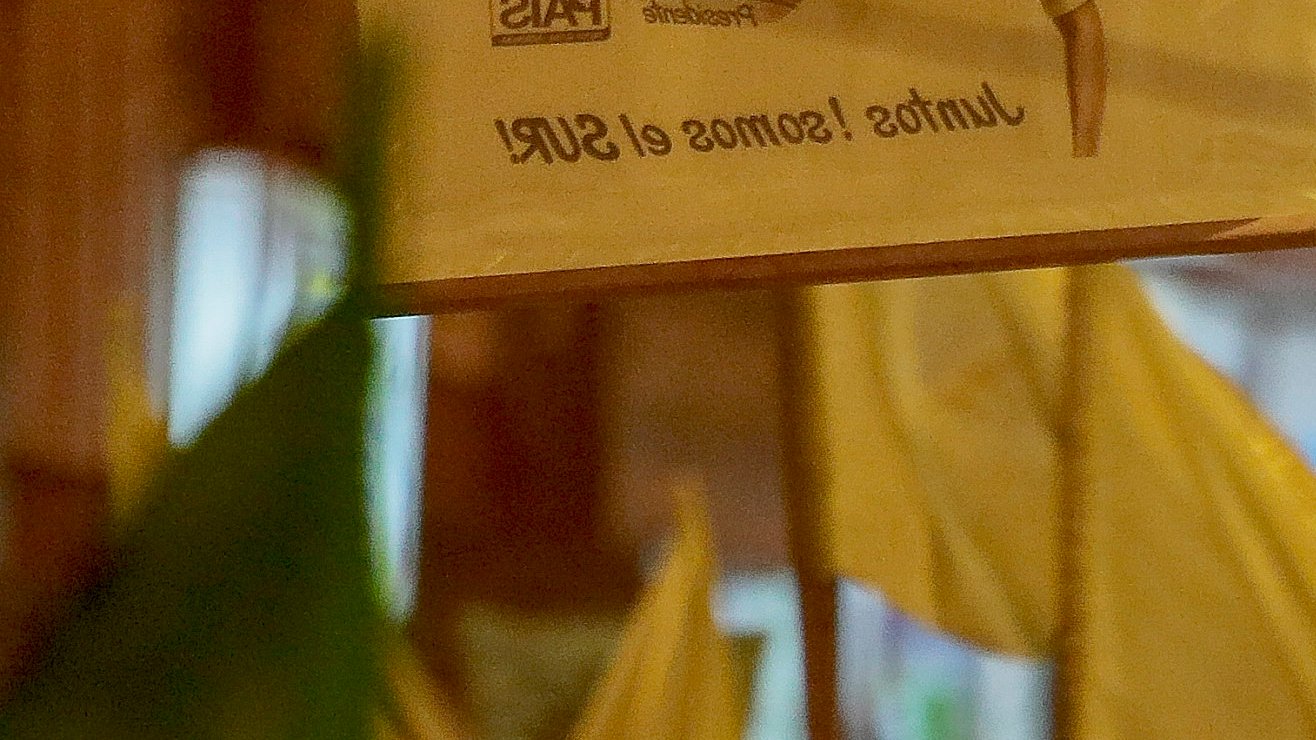 PAIS
Presidente
Juntos ! somos el SUR!